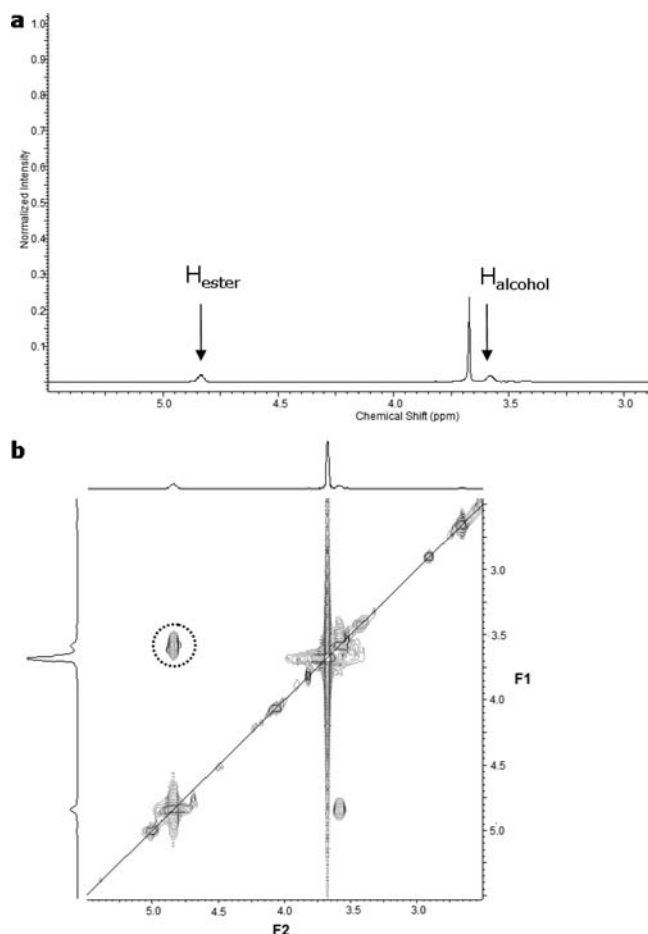 a
1.0
0.9
0.8
0.7
0.6
0.5
0.4
0.3
0.2
0.1
Normalized Intensity
Hester
Halcohol
5.0 4.5 4.0 3.5 3.0
Chemical Shift (ppm)
b
3.0
3.5
4.0
4.5
5.0
F1
5.0 4.5 4.0 3.5 3.0
F2